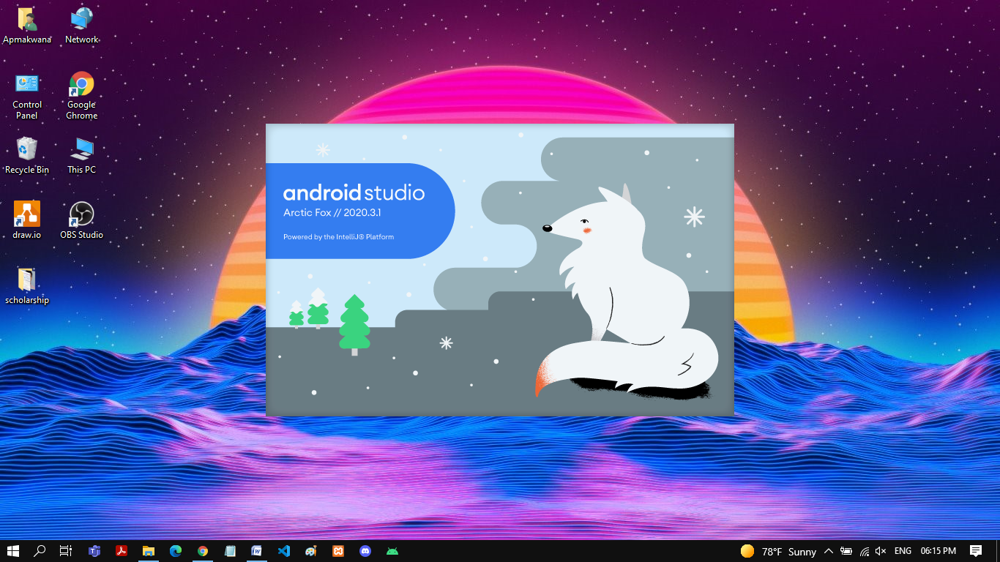 Apmakwana
Network
Control
Panel
Google
Chrome
Recycle Bin
This PC
draw.io
OBS Studio
scholarship
android studio
Arctic Fox // 2020.3.1
Powered by the IntelliJ® Platform
78°F Sunny
ENG
06:15 PM